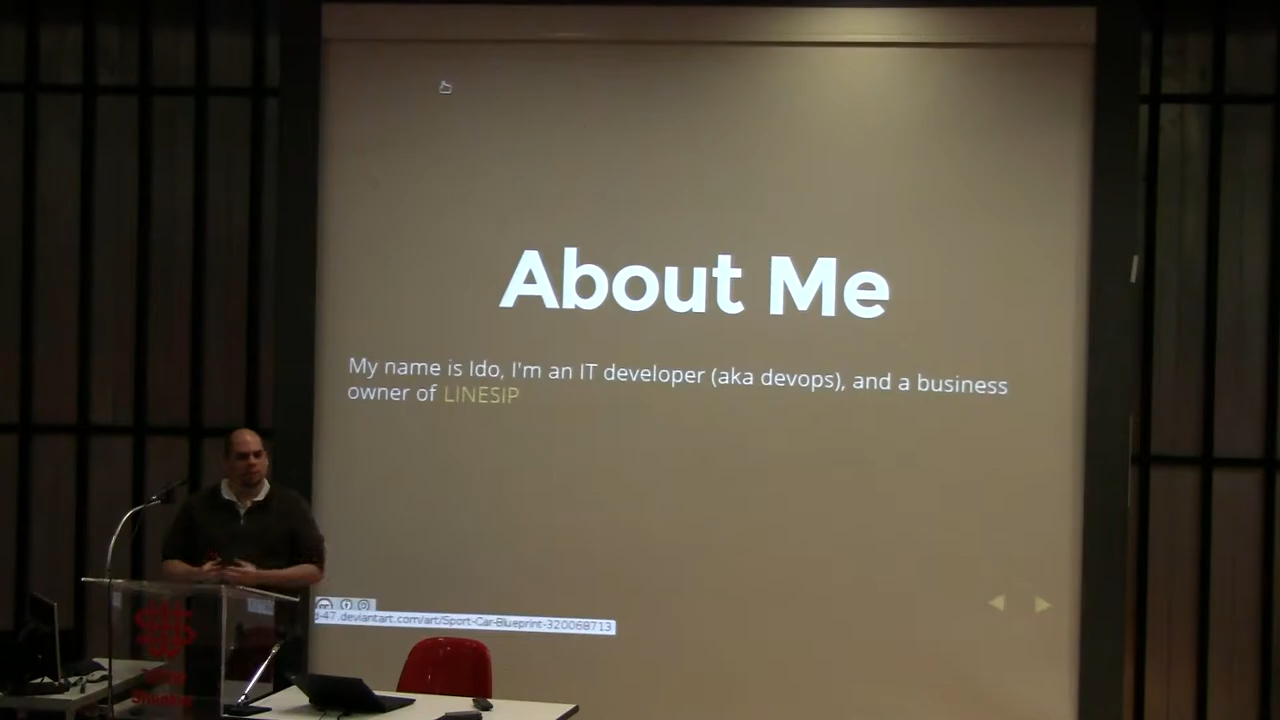 About Me
My name is Ido, I'm an IT developer (aka devops), and a business
owner of LINESIP
d-47.deviantart.com/art/Sport-Car-Blueprint-320068713
Shenkar